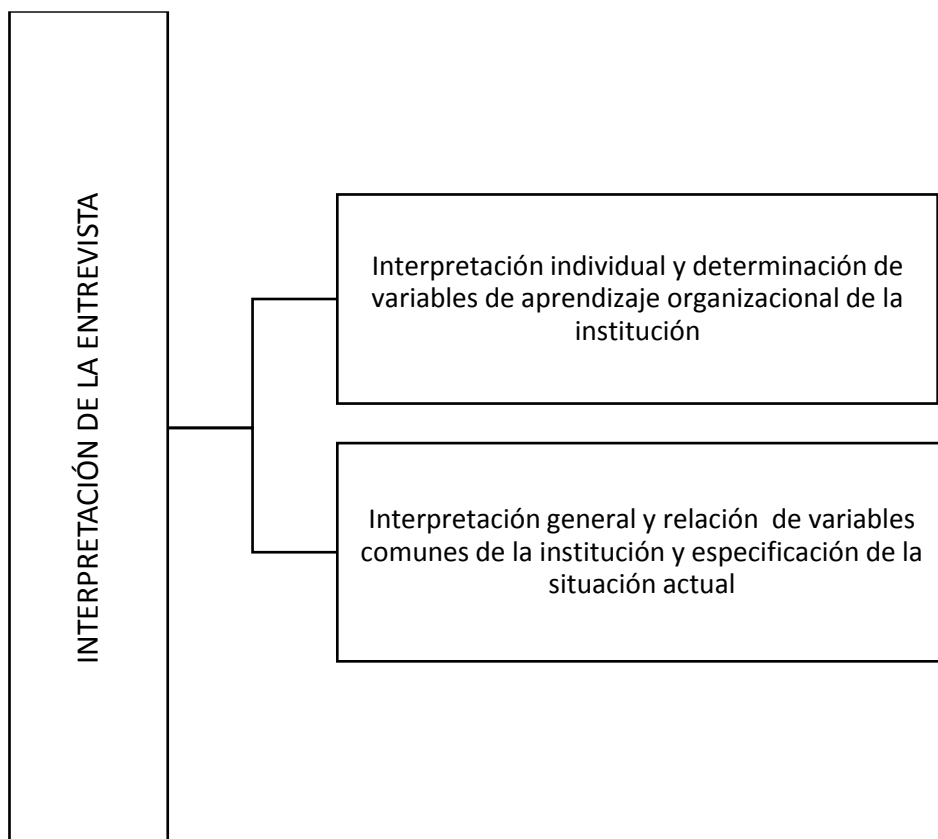 INTERPRETACIÓN DE LA ENTREVISTA
Interpretación individual y determinación de
variables de aprendizaje organizacional de la
institución
Interpretación general y relación  de variables
comunes de la institución y especificación de la
situación actual